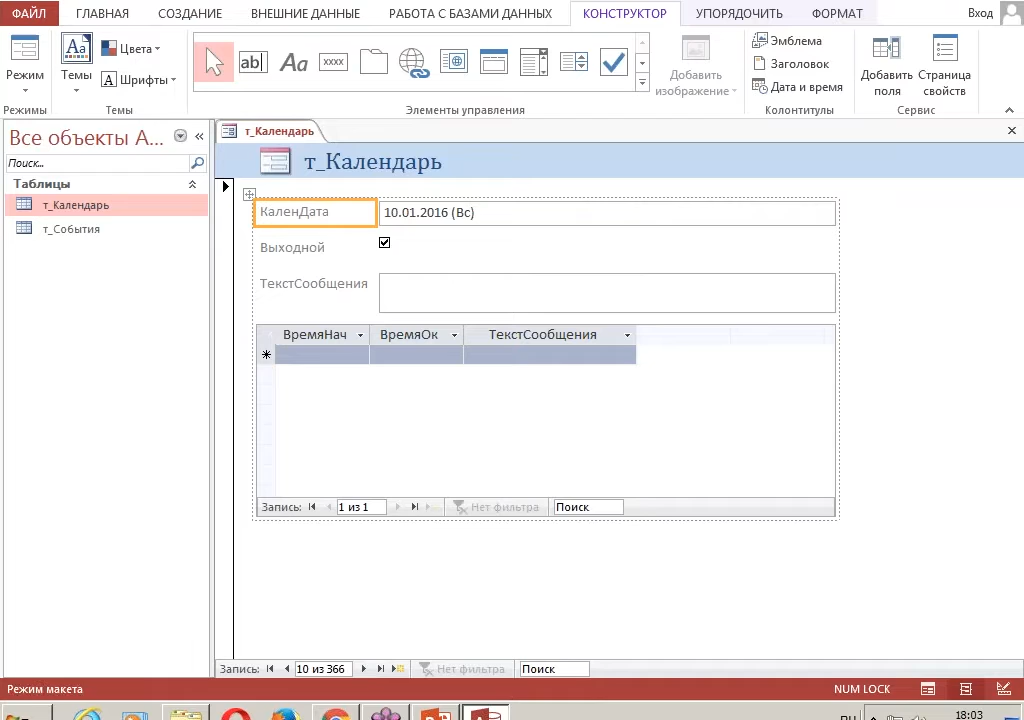 ФАЙЛ ГЛАВНАЯ СОЗДАНИЕ ВНЕШНИЕ ДАННЫЕ РАБОТА С БАЗАМИ ДАННЫХ КОНСТРУКТОР УПОРЯДОЧИТЬ ФОРМАТ Вход
Режим
Темы
Цвета
Шрифты
ab|
Aa
xxxx
Добавить изображение
Эмблема
Заголовок
Дата и время
Добавить поля
Страница свойств
Режимы Темы Элементы управления Колонтитулы Сервис
Все объекты A...
Поиск...
Таблицы
т_Календарь
т_События
т_Календарь
т_Календарь
КаленДата 10.01.2016 (Вс)
Выходной
ТекстСообщения
ВремяНач ВремяОк ТекстСообщения
Запись: 1 из 1 Нет фильтра Поиск
Запись: 10 из 366 Нет фильтра Поиск
Режим макета NUM LOCK
18:03